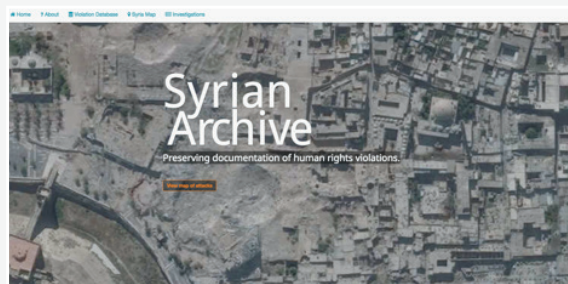 Home ? About Violation Database Syria Map Investigations
Syrian
Archive
Preserving documentation of human rights violations.
View map of attacks